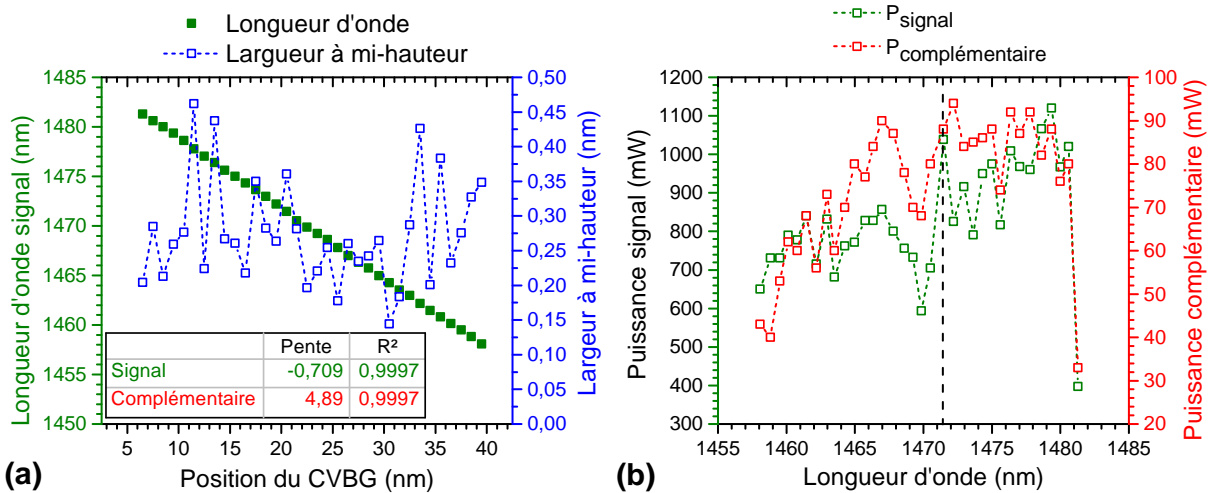 Longueur d'onde
Largueur à mi-hauteur
1485
1480
1475
1470
1465
1460
1455
1450
Longueur d'onde signal (nm)
0,50
0,45
0,40
0,35
0,30
0,25
0,20
0,15
0,10
0,05
0,00
Largeur à mi-hauteur (nm)
Pente R²
Signal -0,709 0,9997
Complémentaire 4,89 0,9997
5 10 15 20 25 30 35 40
Position du CVBG (nm)
(a)
P signal
P complémentaire
1200
1100
1000
900
800
700
600
500
400
300
Puissance signal (mW)
100
90
80
70
60
50
40
30
20
Puissance complémentaire (mW)
1455 1460 1465 1470 1475 1480 1485
Longueur d'onde (nm)
(b)